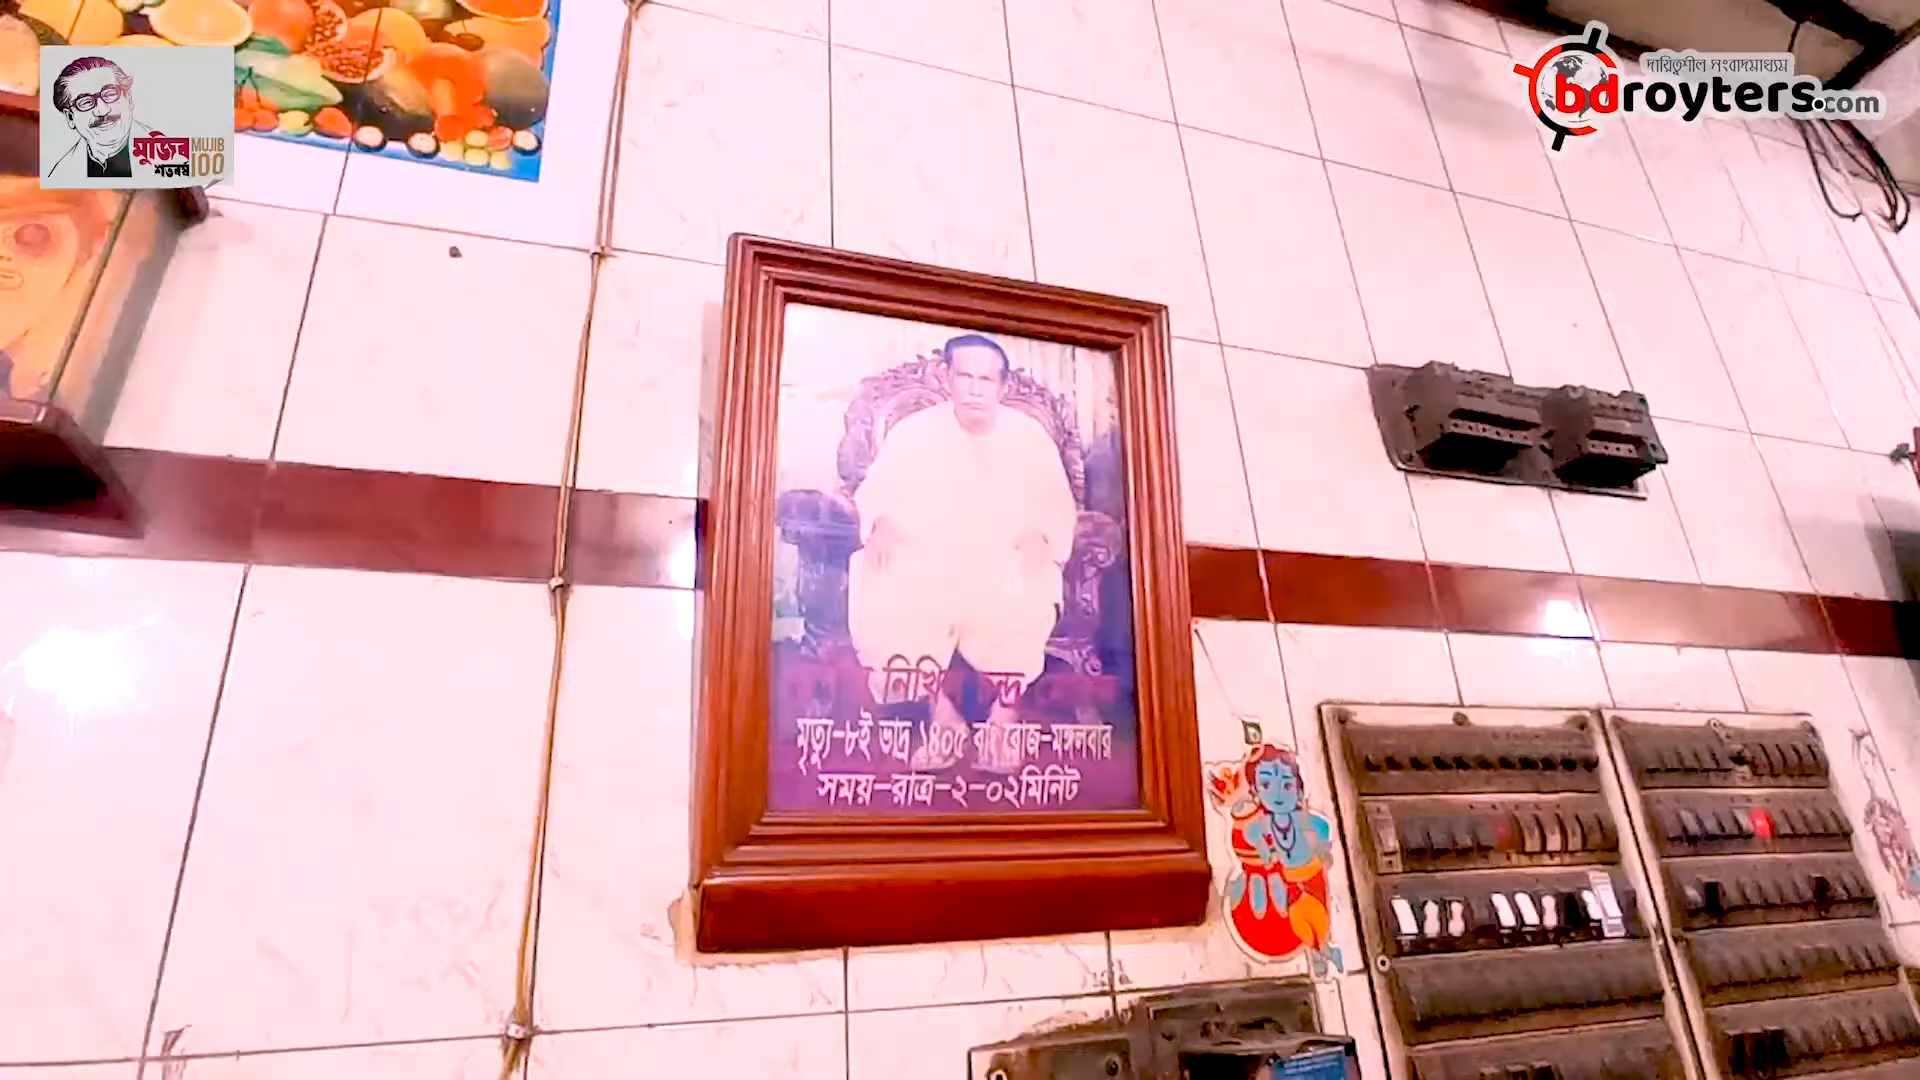 মুজিব
শতবর্ষ
MUJIB
100
দায়িত্বশীল সংবাদমাধ্যম
bdroyters.com
মৃত্যু-৮ই ভাদ্র ১৪০৫ বাং রোজ-মঙ্গলবার
সময়-রাত্র-২-০২মিনিট